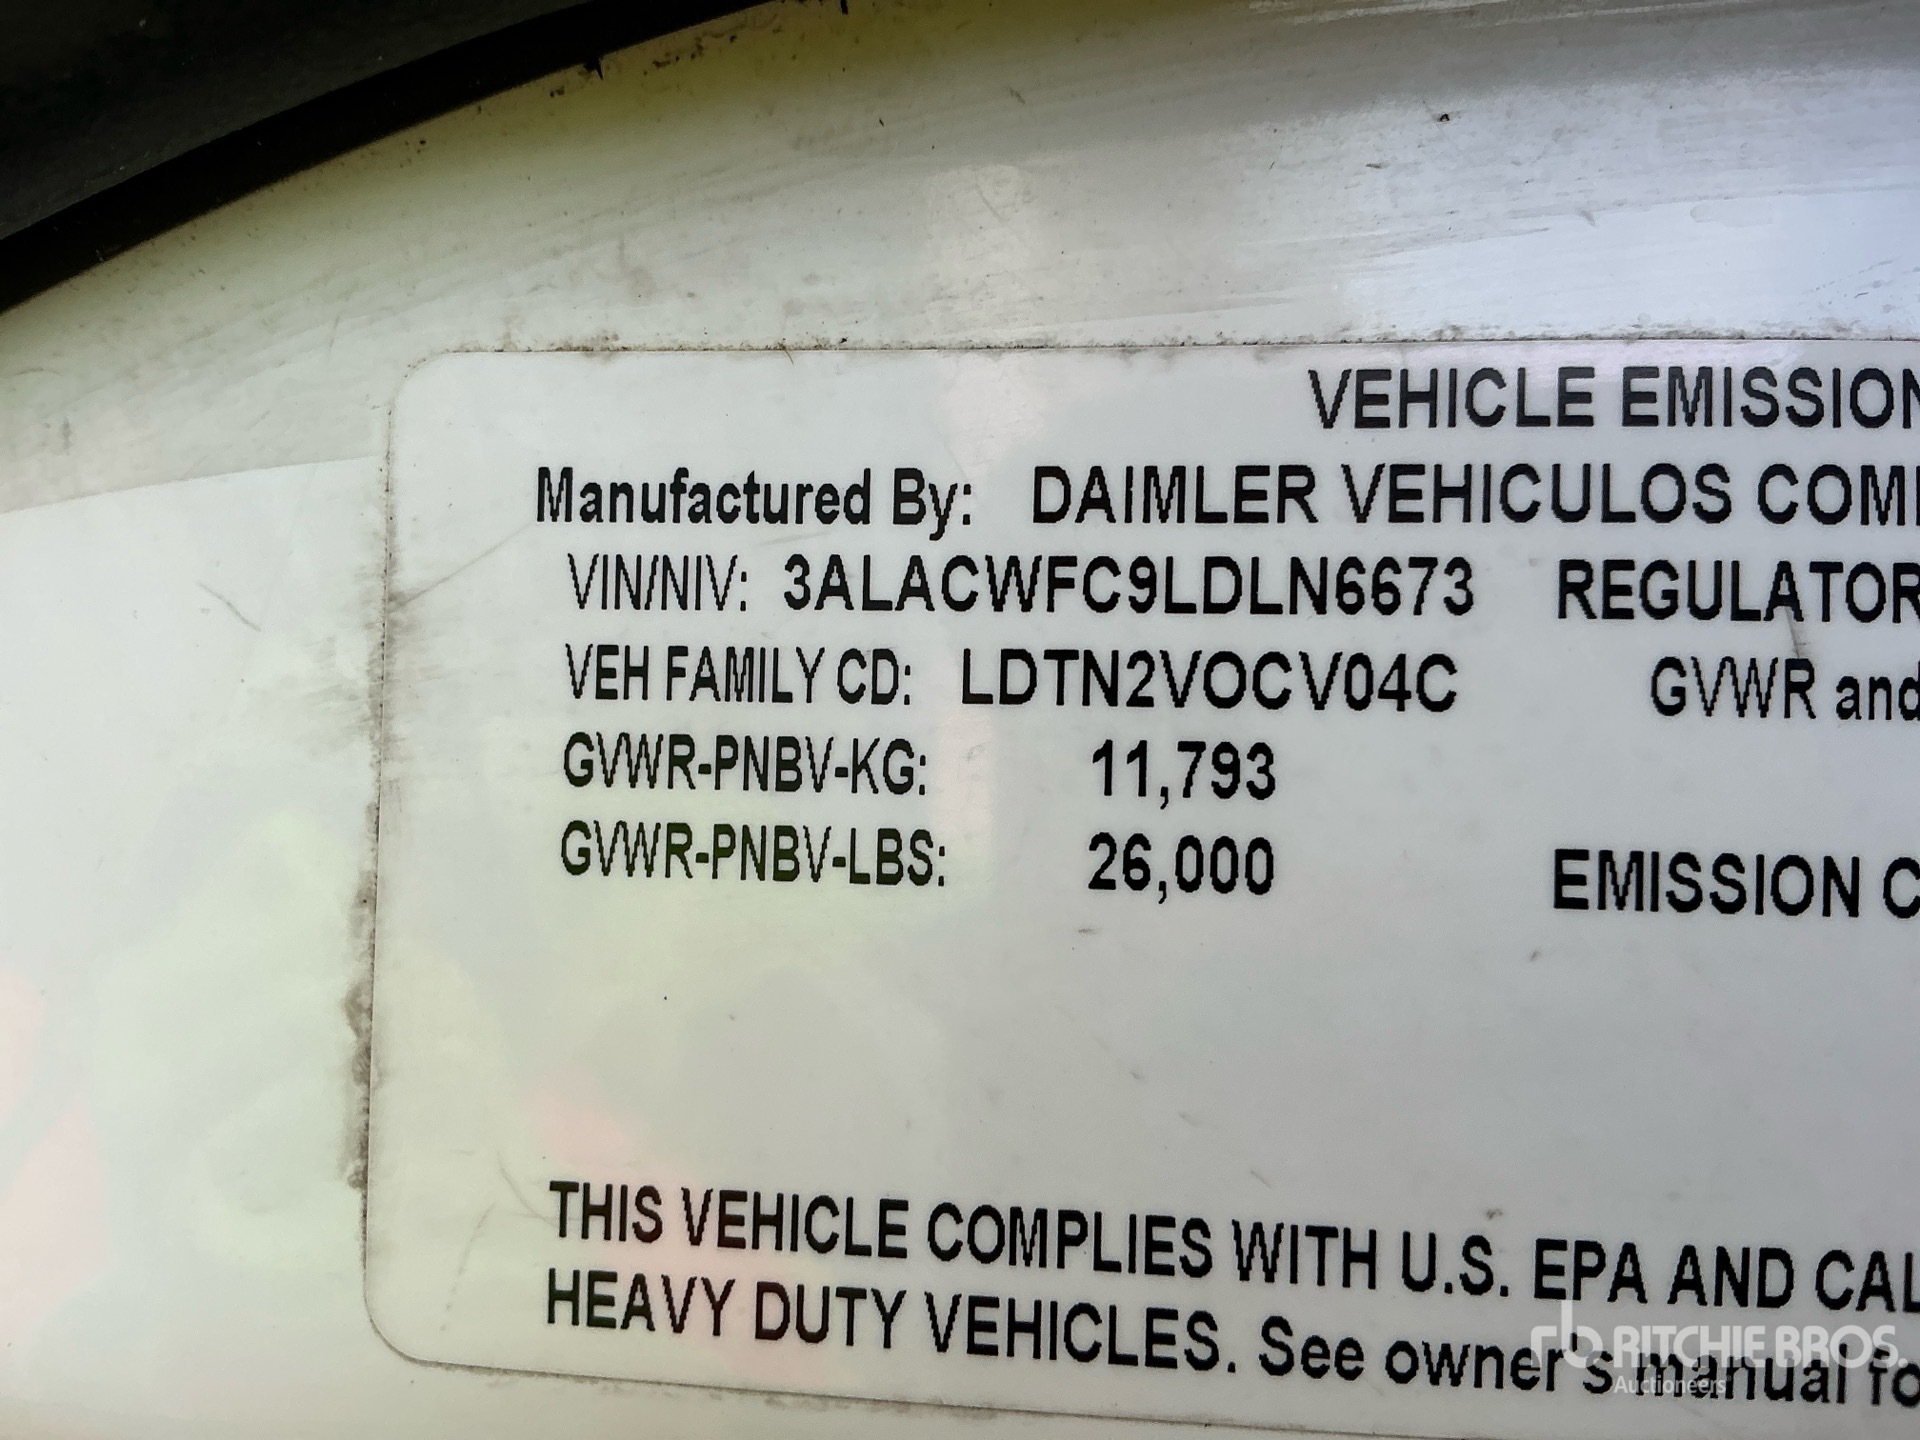 VEHICLE EMISSION
Manufactured By: DAIMLER VEHICULOS COM
VIN/NIV: 3ALACWFC9LDLN6673 REGULATOR
VEH FAMILY CD: LDTN2VOCV04C GVWR and
GVWR-PNBV-KG: 11,793
GVWR-PNBV-LBS: 26,000 EMISSION C
THIS VEHICLE COMPLIES WITH U.S. EPA AND CAL
HEAVY DUTY VEHICLES. See owner's manual fo
rb RITCHIE BROS.
Auctioneers